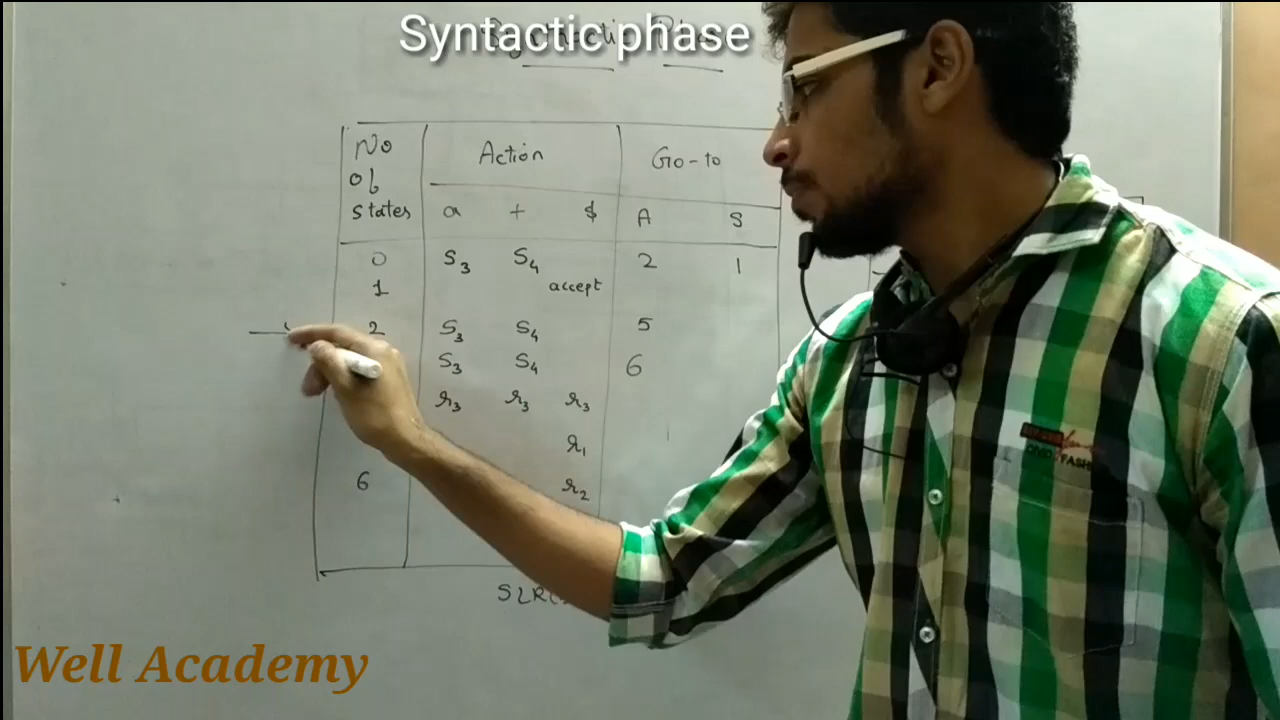 Syntactic phase
No Action Go-to
of
states a + $ A S
0 S3 S4 2 1
1 accept
2 S3 S4 5
S3 S4 6
r3 r3 r3
r1
6 r2
SLR(
Well Academy